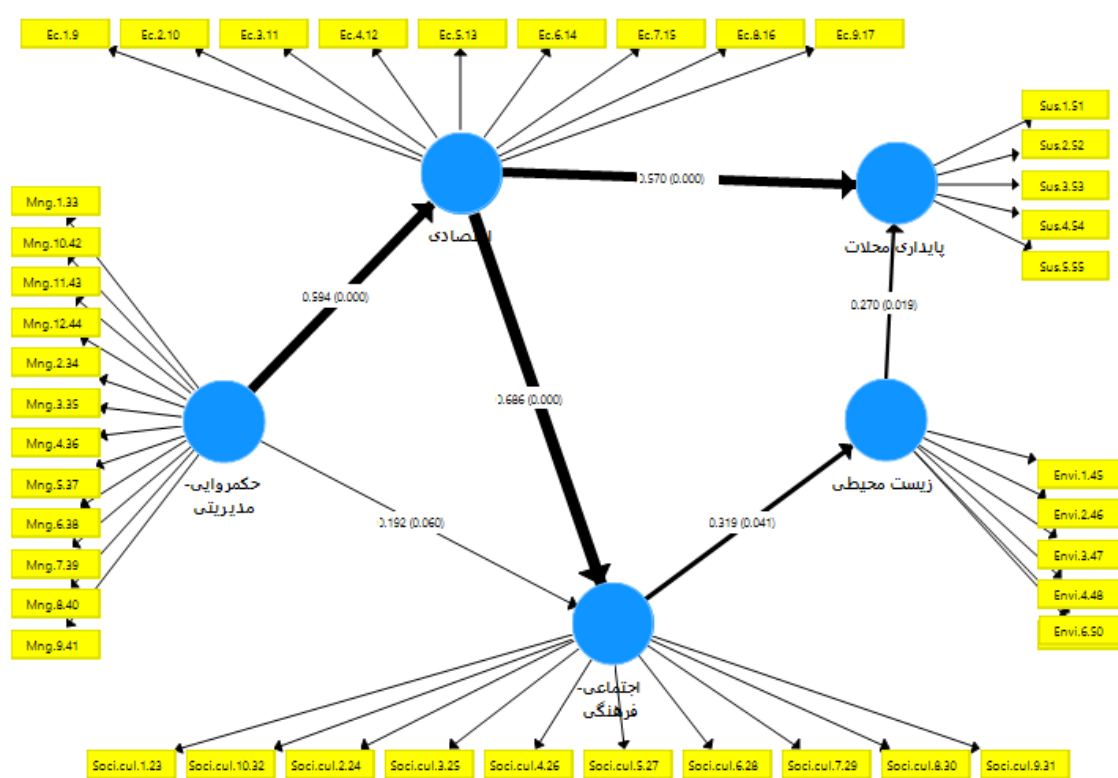 Ec.1.9
Ec.2.10
Ec.3.11
Ec.4.12
Ec.5.13
Ec.6.14
Ec.7.15
Ec.8.16
Ec.9.17
Sus.1.51
Sus.2.52
Sus.3.53
Sus.4.54
Sus.5.55
0.570 (0.000)
اقتصادی
پایداری محلات
Mng.1.33
Mng.10.42
Mng.11.43
Mng.12.44
Mng.2.34
Mng.3.35
Mng.4.36
Mng.5.37
Mng.6.38
Mng.7.39
Mng.8.40
Mng.9.41
0.594 (0.000)
0.270 (0.019)
0.686 (0.000)
حکمروایی-
مدیریتی
زیست محیطی
0.192 (0.060)
0.319 (0.041)
Envi.1.45
Envi.2.46
Envi.3.47
Envi.4.48
Envi.6.50
اجتماعی-
فرهنگی
Soci.cul.1.23
Soci.cul.10.32
Soci.cul.2.24
Soci.cul.3.25
Soci.cul.4.26
Soci.cul.5.27
Soci.cul.6.28
Soci.cul.7.29
Soci.cul.8.30
Soci.cul.9.31